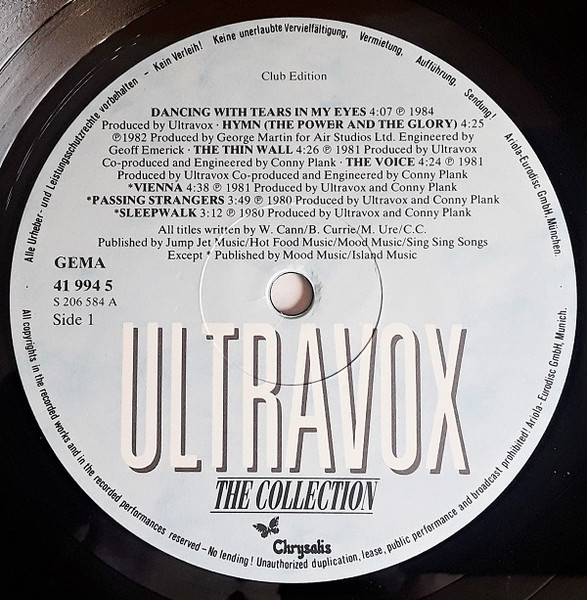 Alle Urheber- und Leistungsschutzrechte vorbehalten – Kein Verleih! Keine unerlaubte Vervielfältigung, Vermietung, Aufführung, Sendung! Ariola-Eurodisc GmbH, München.
Club Edition
DANCING WITH TEARS IN MY EYES 4:07 ℗ 1984
Produced by Ultravox · HYMN (THE POWER AND THE GLORY) 4:25
℗1982 Produced by George Martin for Air Studios Ltd. Engineered by
Geoff Emerick · THE THIN WALL 4:26 ℗ 1981 Produced by Ultravox
Co-produced and Engineered by Conny Plank · THE VOICE 4:24 ℗ 1981
Produced by Ultravox Co-produced and Engineered by Conny Plank
*VIENNA 4:38 ℗ 1981 Produced by Ultravox and Conny Plank
*PASSING STRANGERS 3:49 ℗ 1980 Produced by Ultravox and Conny Plank
*SLEEPWALK 3:12 ℗ 1980 Produced by Ultravox and Conny Plank
All titles written by W. Cann/B. Currie/M. Ure/C.C.
Published by Jump Jet Music/Hot Food Music/Mood Music/Sing Sing Songs
Except * Published by Mood Music/Island Music
GEMA
41 994 5
S 206 584 A
Side 1
ULTRAVOX
THE COLLECTION
Chrysalis
All copyrights in the recorded works and in the recorded performances reserved – No lending! Unauthorized duplication, lease, public performance and broadcast prohibited! Ariola - Eurodisc GmbH, Munich.